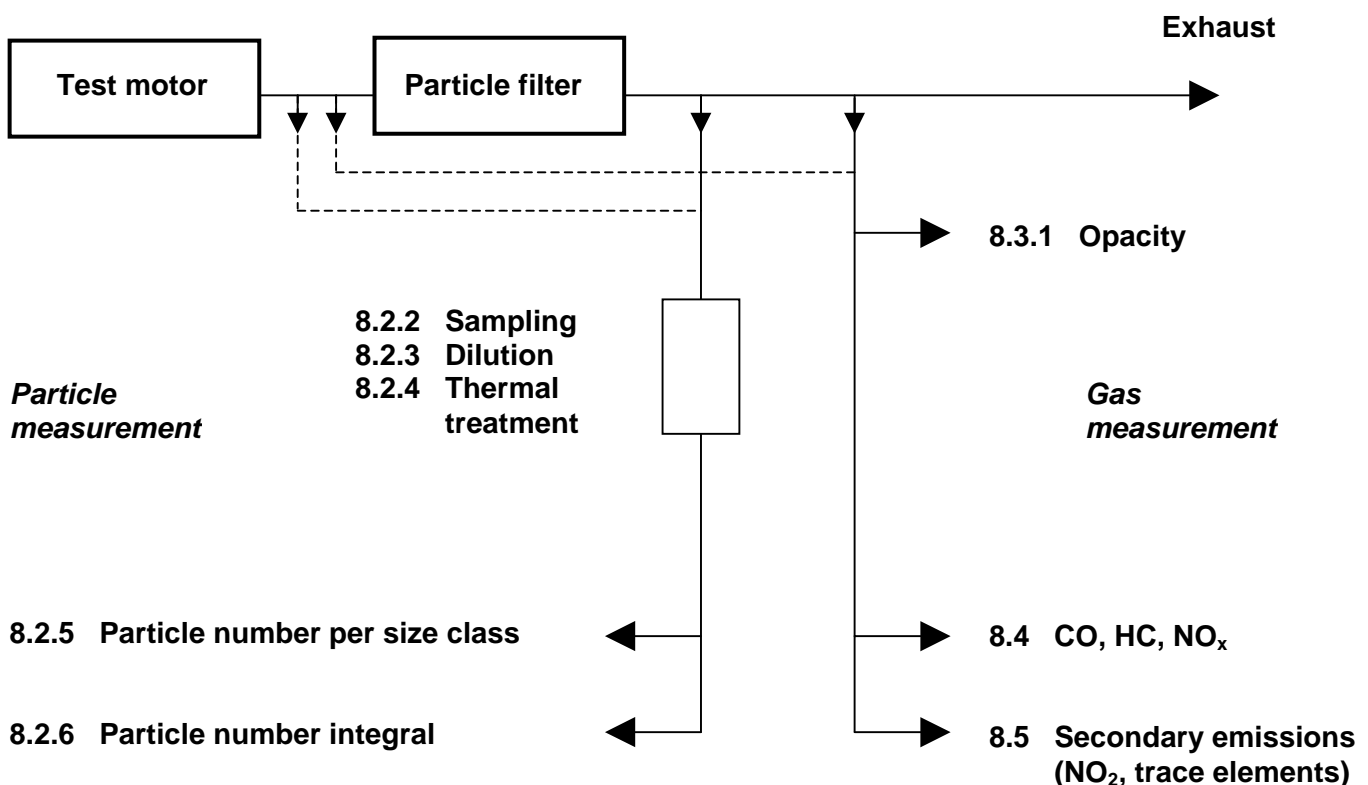 Exhaust
Test motor
Particle filter
8.3.1 Opacity
8.2.2 Sampling
8.2.3 Dilution
8.2.4 Thermal
treatment
Particle
measurement
Gas
measurement
8.2.5 Particle number per size class
8.4 CO, HC, NOₓ
8.2.6 Particle number integral
8.5 Secondary emissions
(NO₂, trace elements)